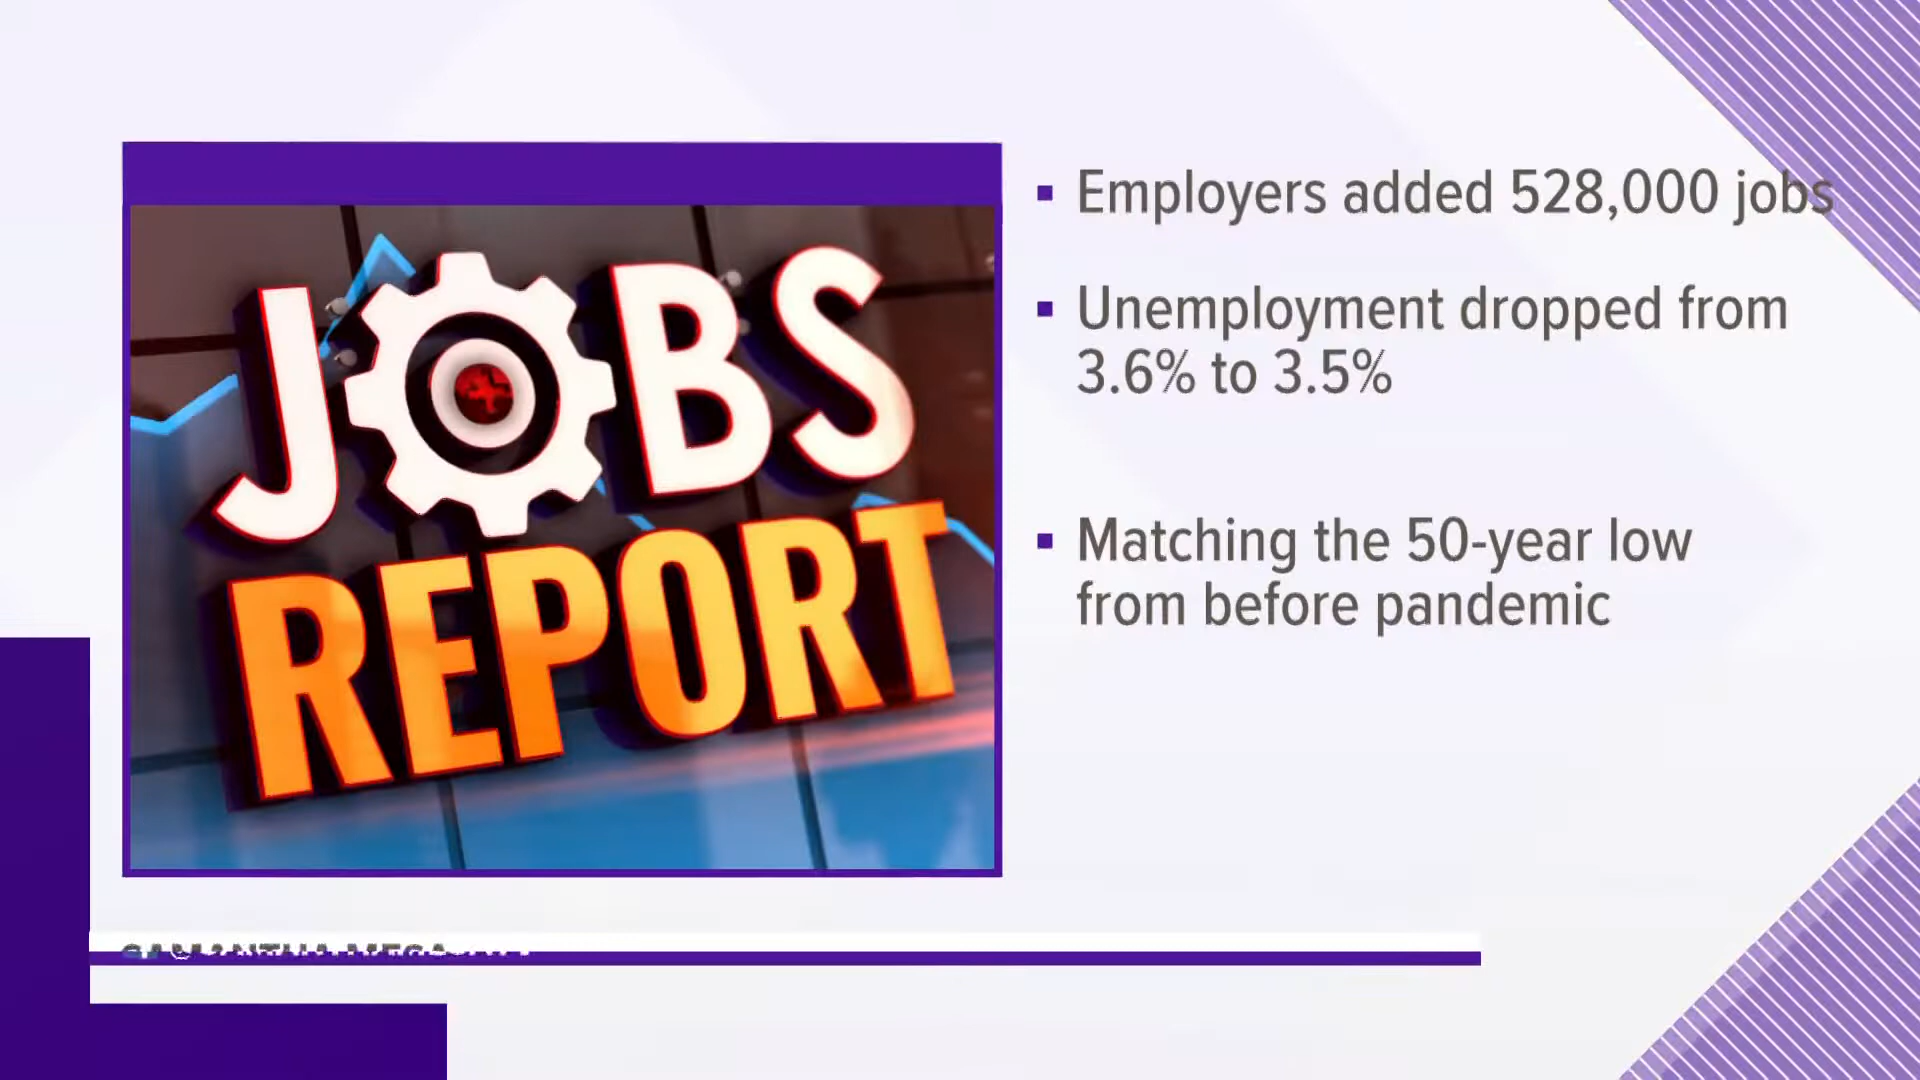 JOBS
REPORT
▪ Employers added 528,000 jobs
▪ Unemployment dropped from
3.6% to 3.5%
▪ Matching the 50-year low
from before pandemic